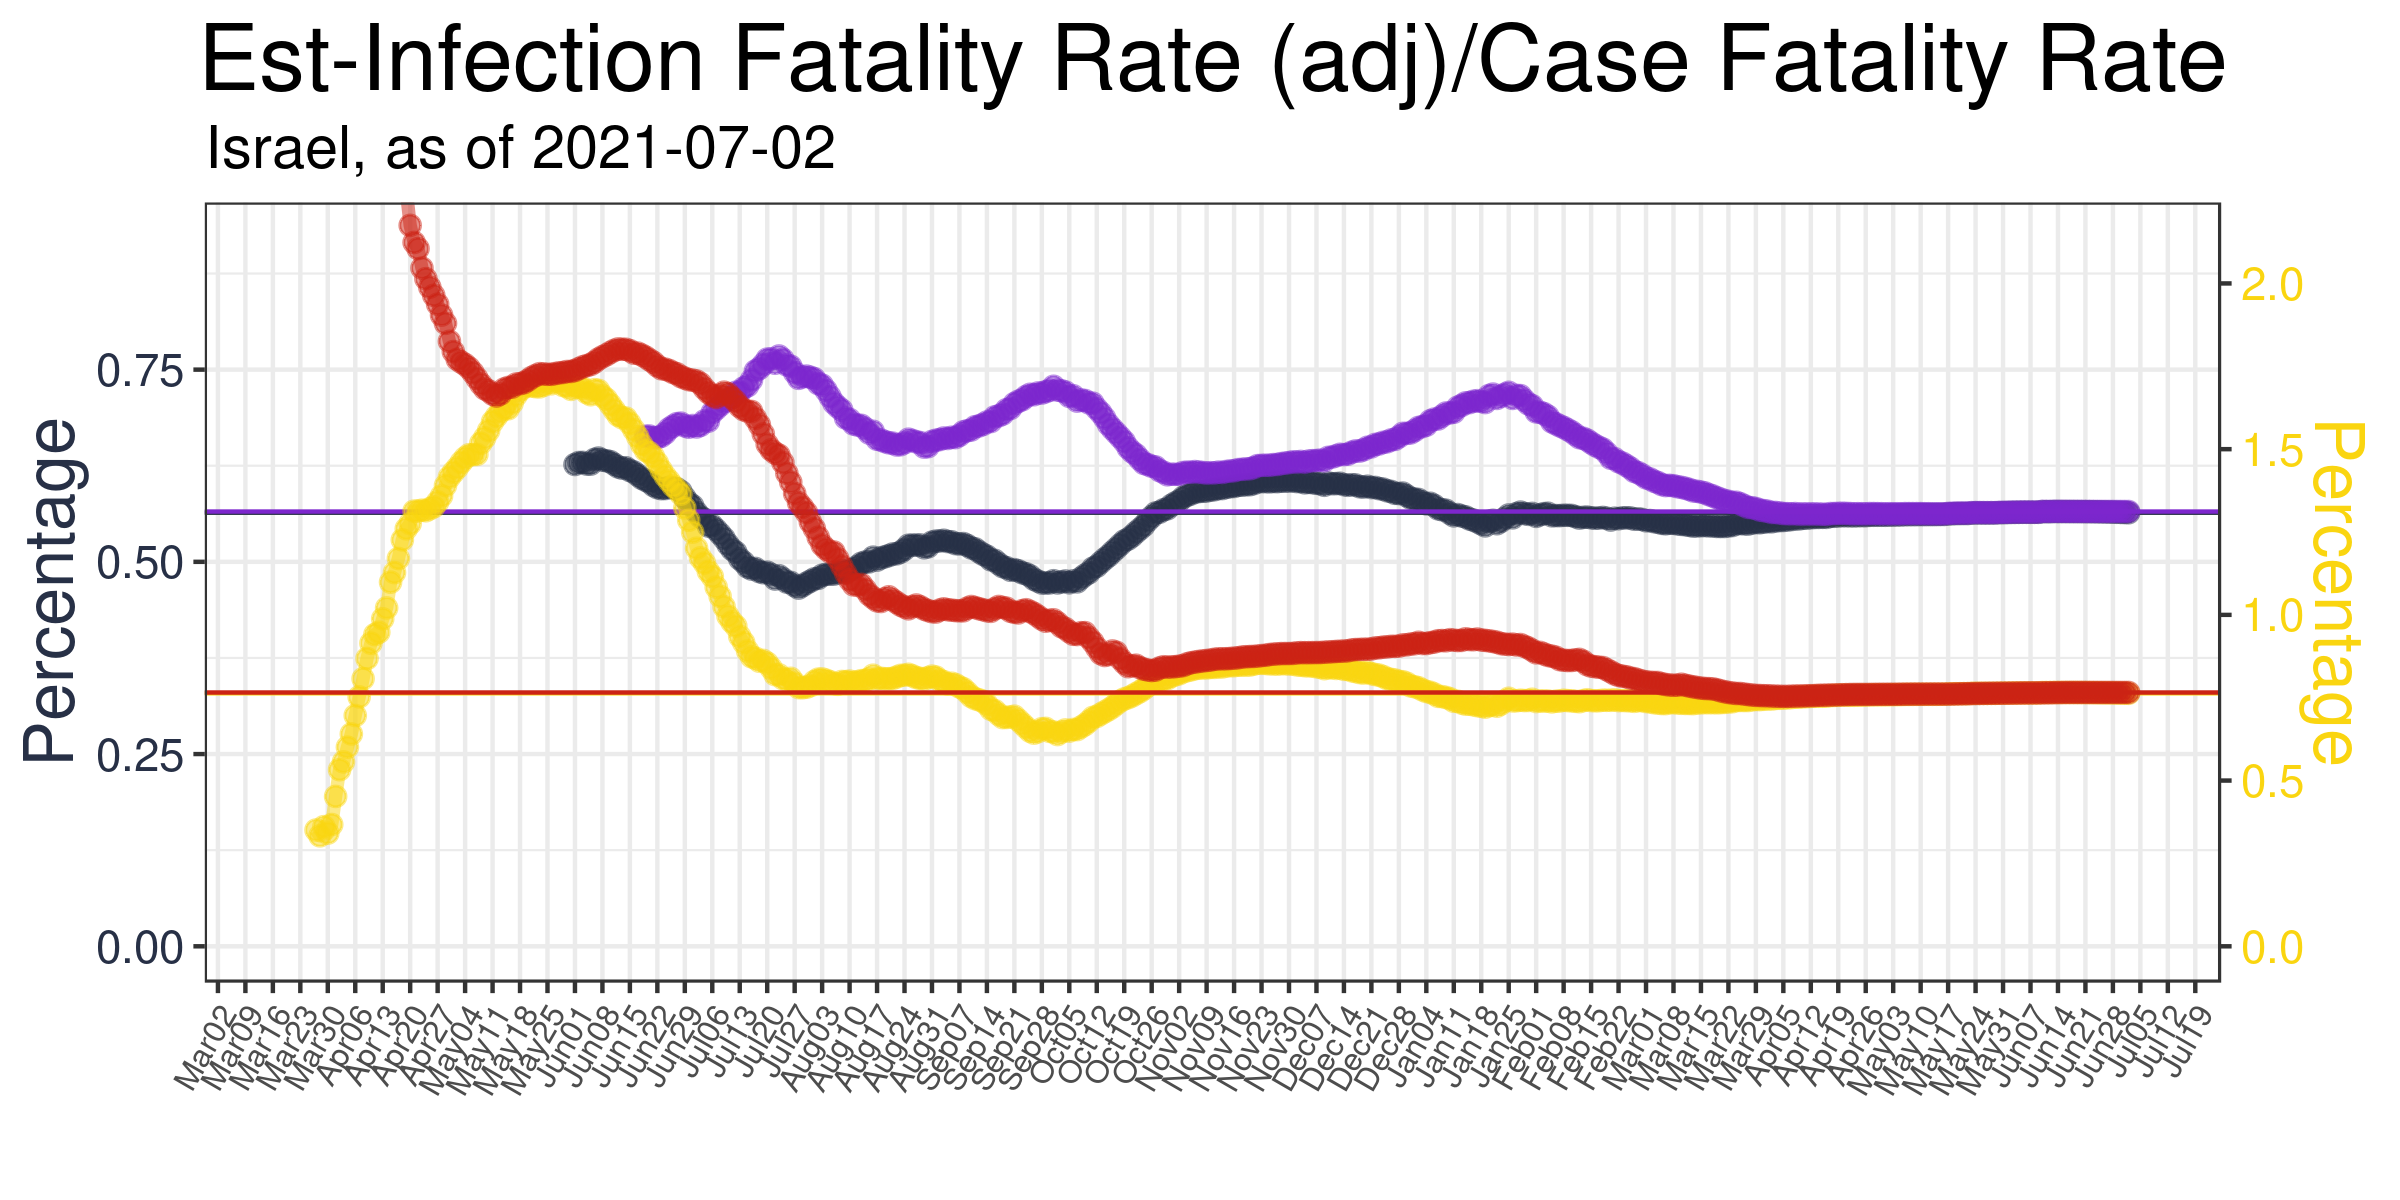 Est-Infection Fatality Rate (adj)/Case Fatality Rate
Israel, as of 2021-07-02
Percentage
0.75
0.50
0.25
0.00
2.0
1.5
1.0
0.5
0.0
Percentage
Mar02
Mar09
Mar16
Mar23
Mar30
Apr06
Apr13
Apr20
Apr27
May04
May11
May18
May25
Jun01
Jun08
Jun15
Jun22
Jun29
Jul06
Jul13
Jul20
Jul27
Aug03
Aug10
Aug17
Aug24
Aug31
Sep07
Sep14
Sep21
Sep28
Oct05
Oct12
Oct19
Oct26
Nov02
Nov09
Nov16
Nov23
Nov30
Dec07
Dec14
Dec21
Dec28
Jan04
Jan11
Jan18
Jan25
Feb01
Feb08
Feb15
Feb22
Mar01
Mar08
Mar15
Mar22
Mar29
Apr05
Apr12
Apr19
Apr26
May03
May10
May17
May24
May31
Jun07
Jun14
Jun21
Jun28
Jul05
Jul12
Jul19